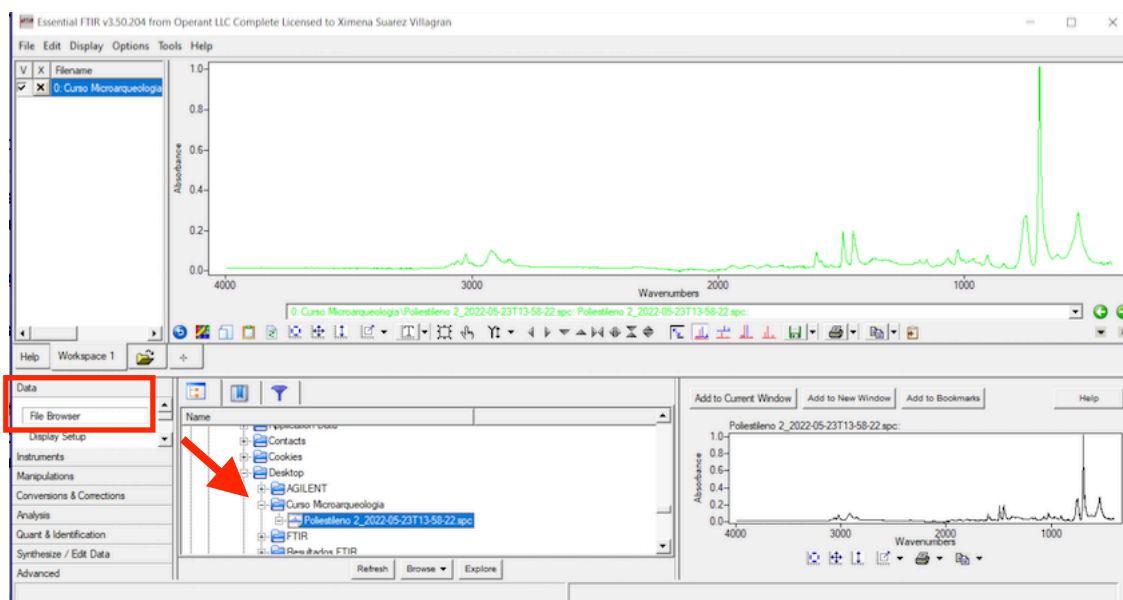 Essential FTIR v3.50.204 from Operant LLC Complete Licensed to Ximena Suarez Villagran
File Edit Display Options Tools Help
V X Filename
0: Curso Microarqueologia
1.0
0.8
0.6
0.4
0.2
0.0
Absorbance
4000 3000 2000 1000
Wavenumbers
0: Curso Microarqueologia\Poliestileno 2_2022-05-23T13-58-22.spc: Poliestileno 2_2022-05-23T13-58-22.spc:
Help Workspace 1
Data
File Browser
Display Setup
Instruments
Manipulations
Conversions & Corrections
Analysis
Quant & Identification
Synthesize / Edit Data
Advanced
Name
Application Data
Contacts
Cookies
Desktop
AGILENT
Curso Microarqueologia
Poliestileno 2_2022-05-23T13-58-22.spc
FTIR
Resultados FTIR
Refresh Browse Explore
Add to Current Window Add to New Window Add to Bookmarks Help
Poliestileno 2_2022-05-23T13-58-22.spc:
1.0
0.8
0.6
0.4
0.2
0.0
Absorbance
4000 3000 2000 1000
Wavenumbers